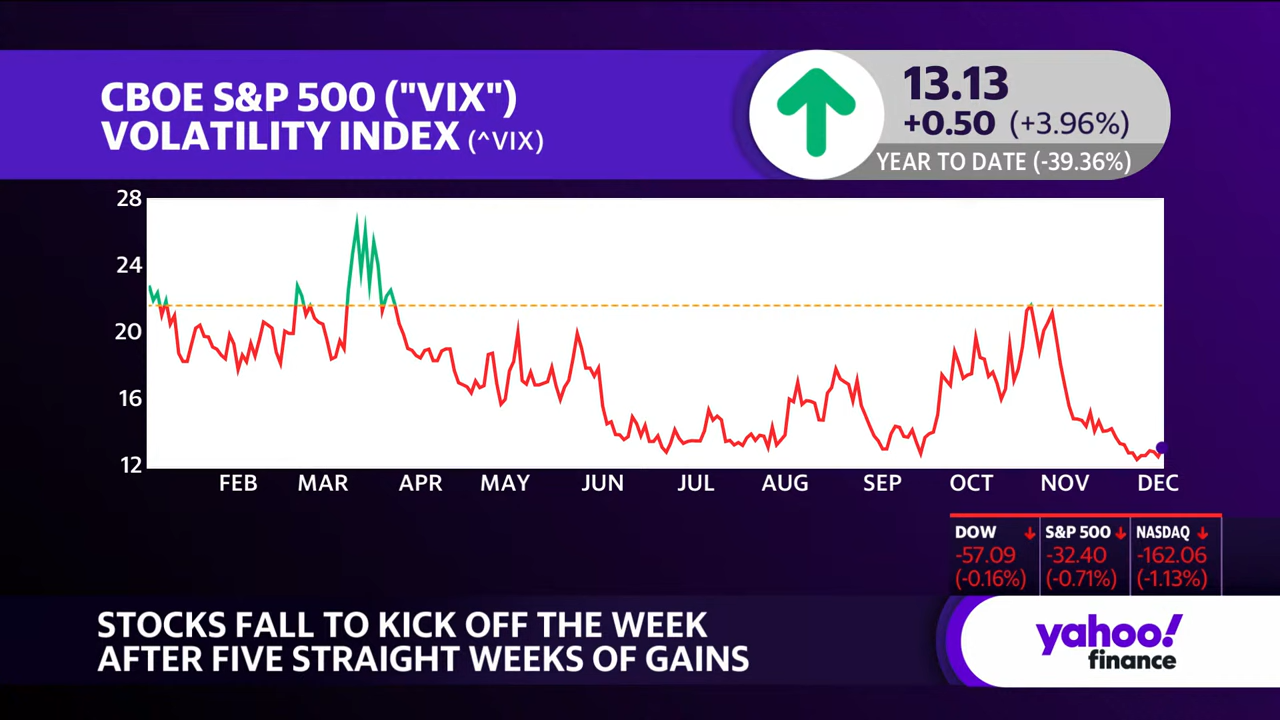 CBOE S&P 500 ("VIX")
VOLATILITY INDEX (^VIX)
13.13
+0.50 (+3.96%)
YEAR TO DATE (-39.36%)
28
24
20
16
12
FEB MAR APR MAY JUN JUL AUG SEP OCT NOV DEC
DOW S&P 500 NASDAQ
-57.09 -32.40 -162.06
(-0.16%) (-0.71%) (-1.13%)
STOCKS FALL TO KICK OFF THE WEEK
AFTER FIVE STRAIGHT WEEKS OF GAINS
yahoo!
finance